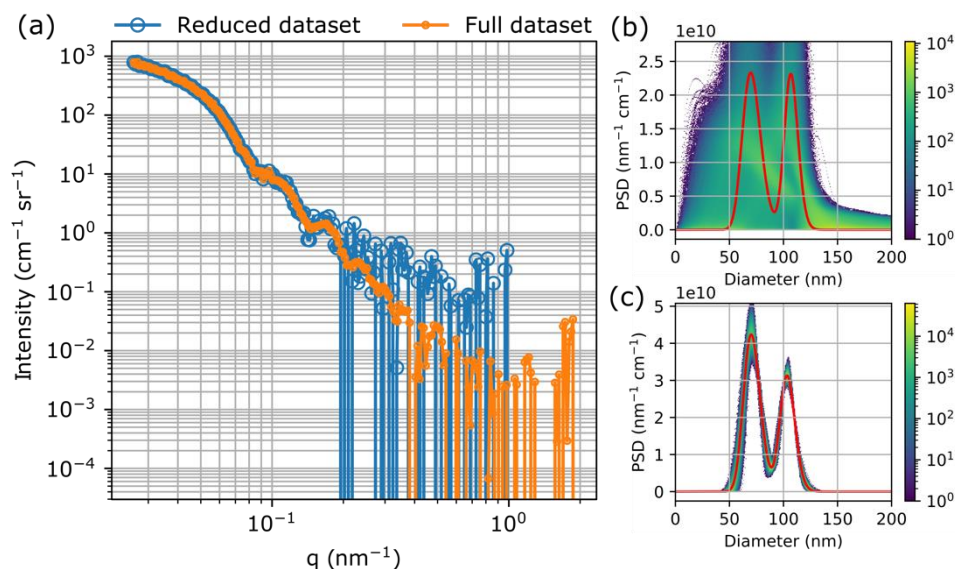 (a) Reduced dataset Full dataset
10³
10²
10¹
10⁰
10⁻¹
10⁻²
10⁻³
10⁻⁴
Intensity (cm⁻¹ sr⁻¹)
10⁻¹ 10⁰
q (nm⁻¹)
(b) 1e10
2.5
2.0
1.5
1.0
0.5
0.0
PSD (nm⁻¹ cm⁻¹)
0 50 100 150 200
Diameter (nm)
10⁴
10³
10²
10¹
10⁰
(c) 1e10
5
4
3
2
1
0
PSD (nm⁻¹ cm⁻¹)
0 50 100 150 200
Diameter (nm)
10⁴
10³
10²
10¹
10⁰